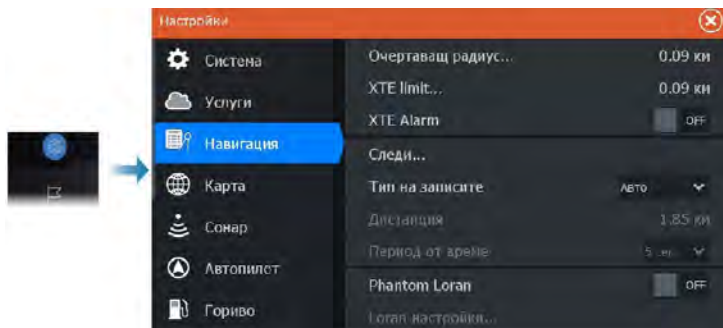 Настройки
Система
Услуги
Навигация
Карта
Сонар
Автопилот
Гориво
Очертаващ радиус... 0.09 км
XTE limit... 0.09 км
XTE Alarm OFF
Следи...
Тип на записите Авто
Дистанция 1.85 км
Период от време 5 сек
Phantom Loran OFF
Loran настройки...